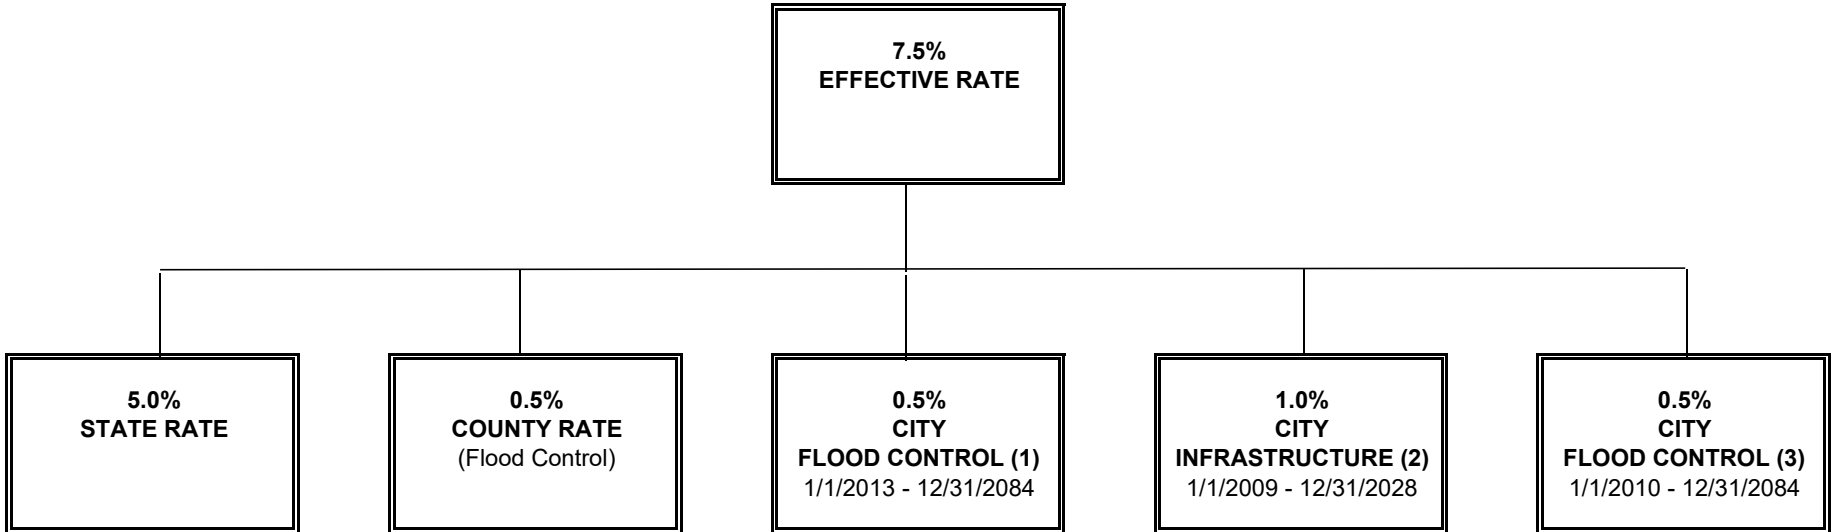 7.5%
EFFECTIVE RATE
5.0%
STATE RATE
0.5%
COUNTY RATE
(Flood Control)
0.5%
CITY
FLOOD CONTROL (1)
1/1/2013 - 12/31/2084
1.0%
CITY
INFRASTRUCTURE (2)
1/1/2009 - 12/31/2028
0.5%
CITY
FLOOD CONTROL (3)
1/1/2010 - 12/31/2084